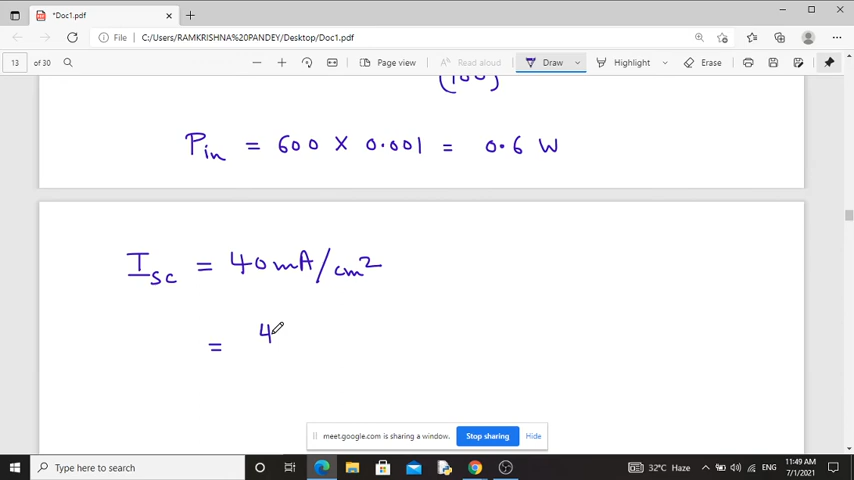 *Doc1.pdf
File C:/Users/RAMKRISHNA%20PANDEY/Desktop/Doc1.pdf
13 of 30 Page view Read aloud Draw Highlight Erase
(100)
Pin = 600 X 0.001 = 0.6 W
Isc = 40mA/cm2
= 4
meet.google.com is sharing a window. Stop sharing Hide
Type here to search 32°C Haze ENG 11:49 AM 7/1/2021